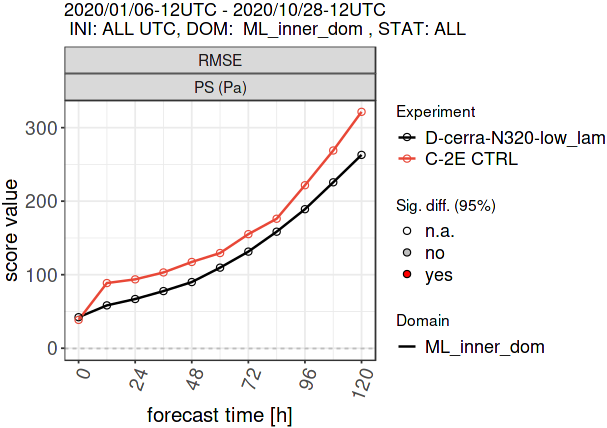 2020/01/06-12UTC - 2020/10/28-12UTC
INI: ALL UTC, DOM: ML_inner_dom , STAT: ALL
RMSE
PS (Pa)
300
200
100
0
score value
0
24
48
72
96
120
forecast time [h]
Experiment
D-cerra-N320-low_lam
C-2E CTRL
Sig. diff. (95%)
n.a.
no
yes
Domain
ML_inner_dom